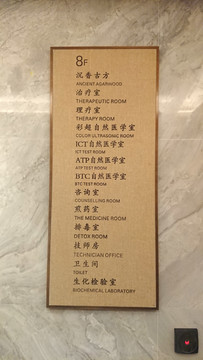 8F
沉香古方
ANCIENT AGARWOOD
治疗室
THERAPEUTIC ROOM
理疗室
THERAPY ROOM
彩超自然医学室
COLOR ULTRASONIC ROOM
ICT自然医学室
ICT TEST ROOM
ATP自然医学室
ATP TEST ROOM
BTC自然医学室
BTC TEST ROOM
咨询室
COUNSELLING ROOM
煎药室
THE MEDICINE ROOM
排毒室
DETOX ROOM
技师房
TECHNICIAN OFFICE
卫生间
TOILET
生化检验室
BIOCHEMICAL LABORATORY